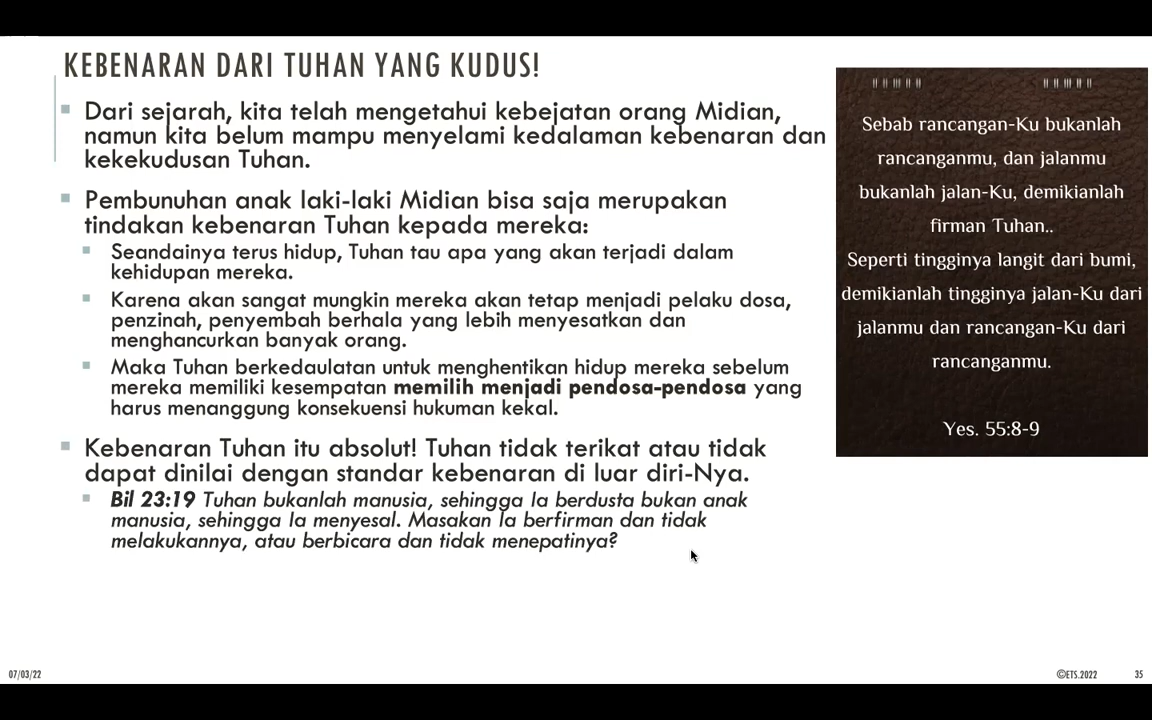 KEBENARAN DARI TUHAN YANG KUDUS!
Dari sejarah, kita telah mengetahui kebejatan orang Midian,
namun kita belum mampu menyelami kedalaman kebenaran dan
kekekudusan Tuhan.
Pembunuhan anak laki-laki Midian bisa saja merupakan
tindakan kebenaran Tuhan kepada mereka:
Seandainya terus hidup, Tuhan tau apa yang akan terjadi dalam
kehidupan mereka.
Karena akan sangat mungkin mereka akan tetap menjadi pelaku dosa,
penzinah, penyembah berhala yang lebih menyesatkan dan
menghancurkan banyak orang.
Maka Tuhan berkedaulatan untuk menghentikan hidup mereka sebelum
mereka memiliki kesempatan memilih menjadi pendosa-pendosa yang
harus menanggung konsekuensi hukuman kekal.
Kebenaran Tuhan itu absolut! Tuhan tidak terikat atau tidak
dapat dinilai dengan standar kebenaran di luar diri-Nya.
Bil 23:19 Tuhan bukanlah manusia, sehingga Ia berdusta bukan anak
manusia, sehingga Ia menyesal. Masakan Ia berfirman dan tidak
melakukannya, atau berbicara dan tidak menepatinya?
Sebab rancangan-Ku bukanlah
rancanganmu, dan jalanmu
bukanlah jalan-Ku, demikianlah
firman Tuhan..
Seperti tingginya langit dari bumi,
demikianlah tingginya jalan-Ku dari
jalanmu dan rancangan-Ku dari
rancanganmu.
Yes. 55:8-9
07/03/22
©ETS.2022
35